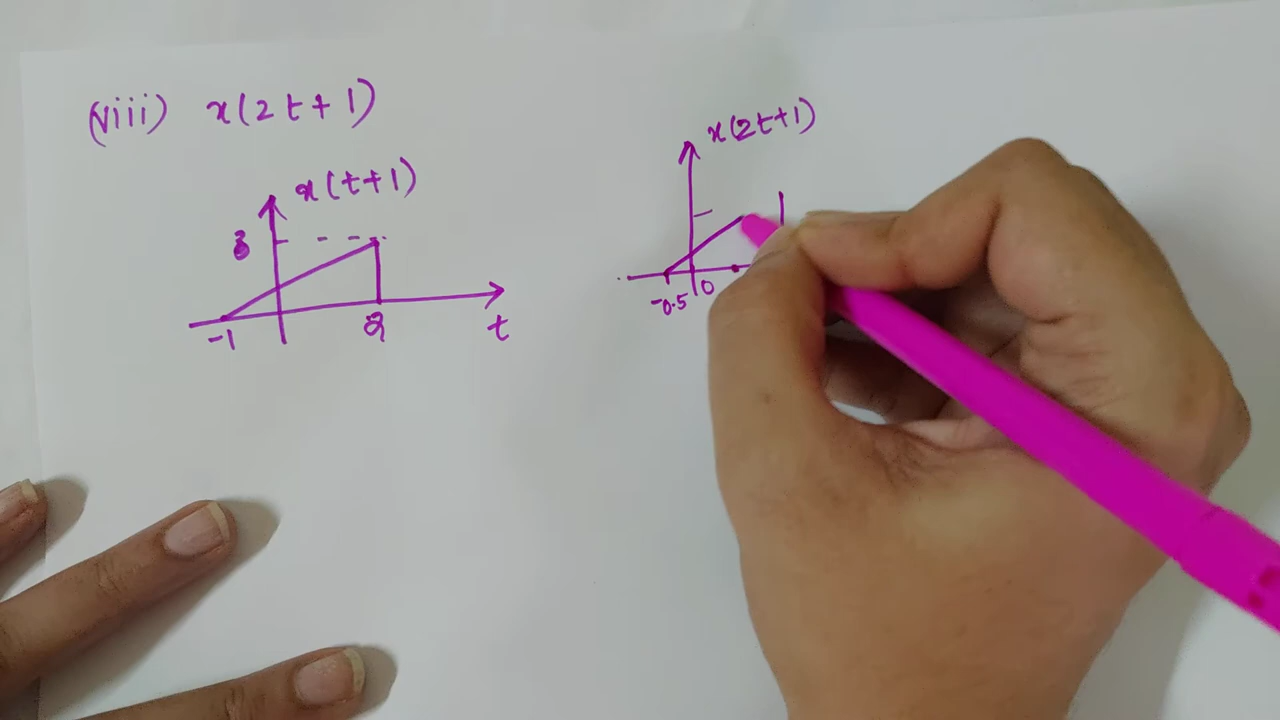 (viii) x(2t+1)
x(t+1)
3
-1
2
t
x(2t+1)
-0.5
0